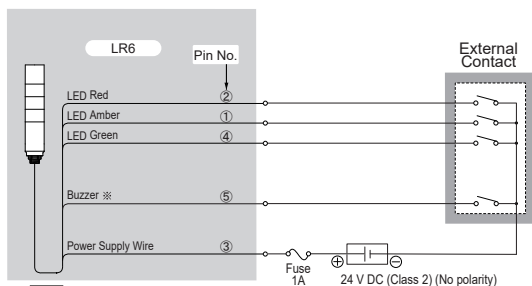 LR6
Pin No.
External
Contact
LED Red ②
LED Amber ①
LED Green ④
Buzzer ※ ⑤
Power Supply Wire ③
Fuse
1A
⊕ ⊖
24 V DC (Class 2) (No polarity)